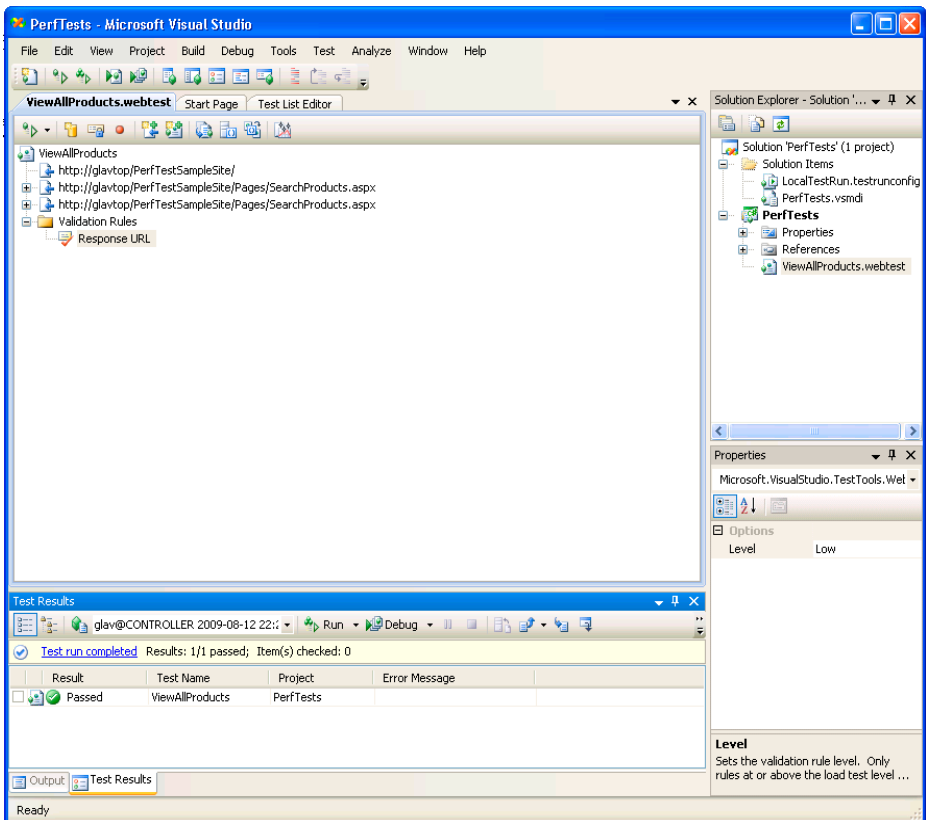 PerfTests - Microsoft Visual Studio
File Edit View Project Build Debug Tools Test Analyze Window Help
ViewAllProducts.webtest Start Page Test List Editor
ViewAllProducts
http://glavtop/PerfTestSampleSite/
http://glavtop/PerfTestSampleSite/Pages/SearchProducts.aspx
http://glavtop/PerfTestSampleSite/Pages/SearchProducts.aspx
Validation Rules
Response URL
Solution Explorer - Solution '...
Solution 'PerfTests' (1 project)
Solution Items
LocalTestRun.testrunconfig
PerfTests.vsmdi
PerfTests
Properties
References
ViewAllProducts.webtest
Properties
Microsoft.VisualStudio.TestTools.Wel
Options
Level Low
Level
Sets the validation rule level. Only
rules at or above the load test level ...
Test Results
glav@CONTROLLER 2009-08-12 22:2 Run Debug
Test run completed Results: 1/1 passed; Item(s) checked: 0
Result Test Name Project Error Message
Passed ViewAllProducts PerfTests
Output Test Results
Ready